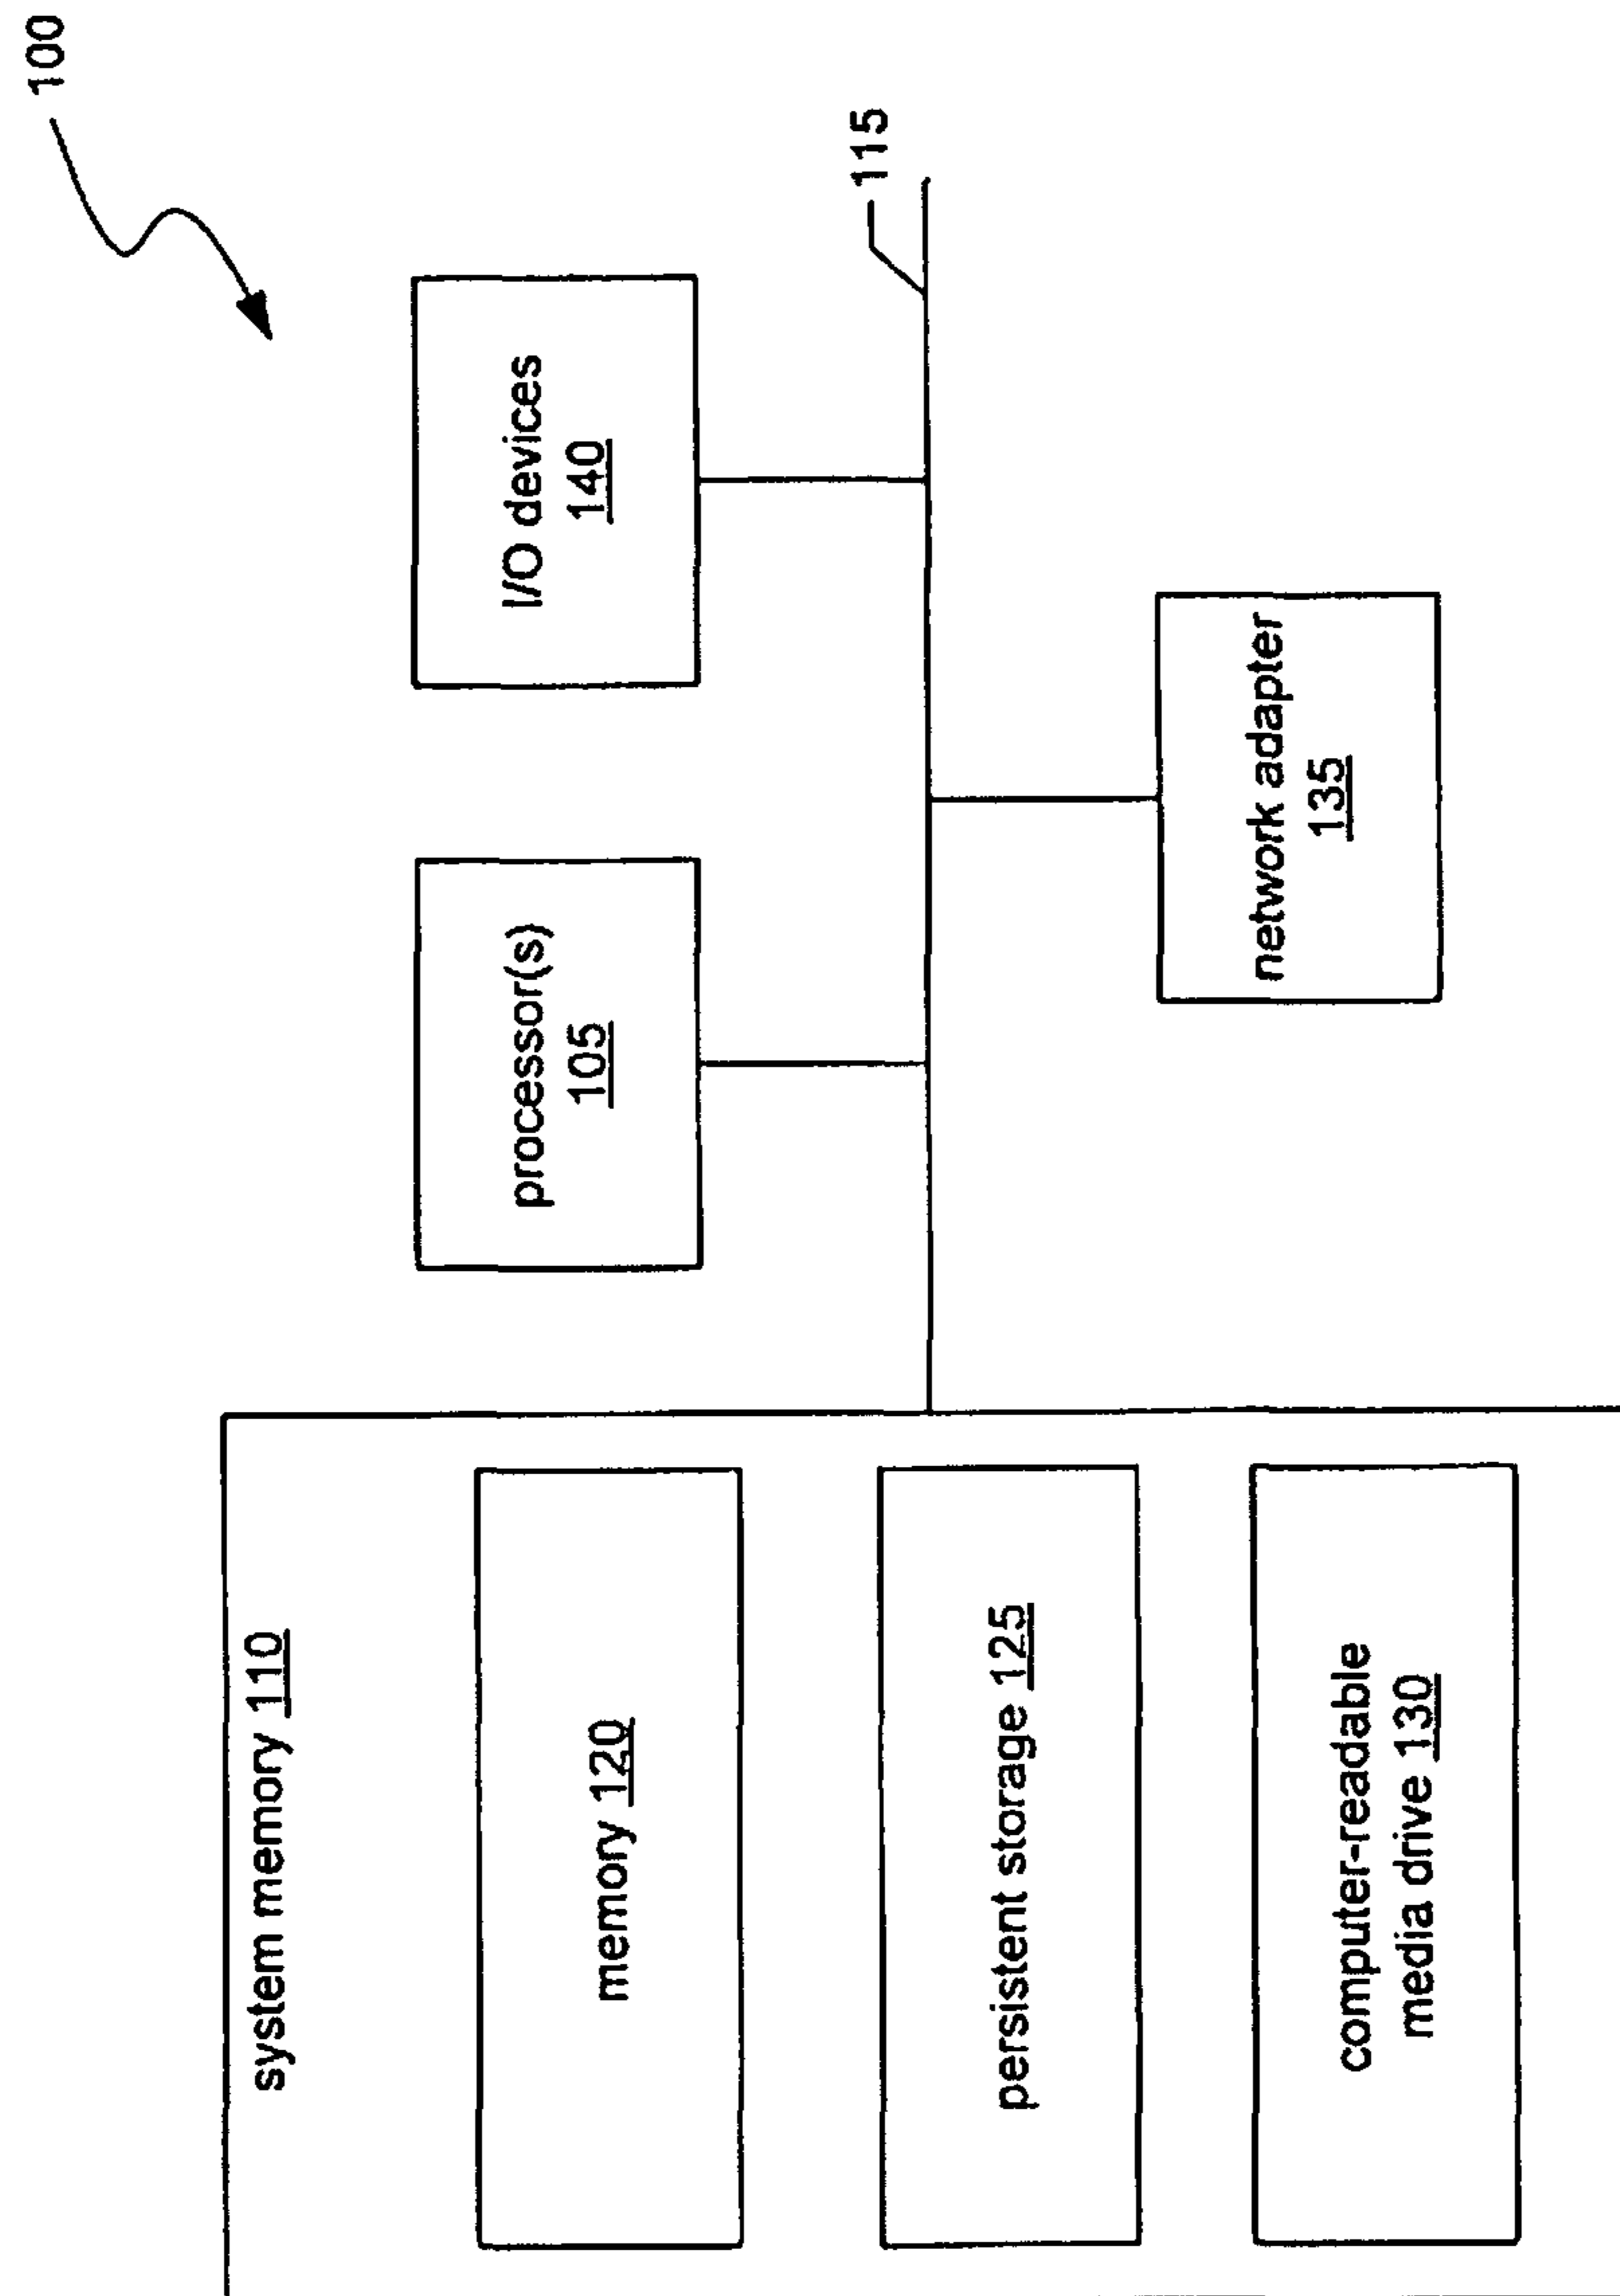 100
system memory 110
memory 120
persistent storage 125
computer-readable
media drive 130
processor(s)
105
I/O devices
140
115
network adapter
135